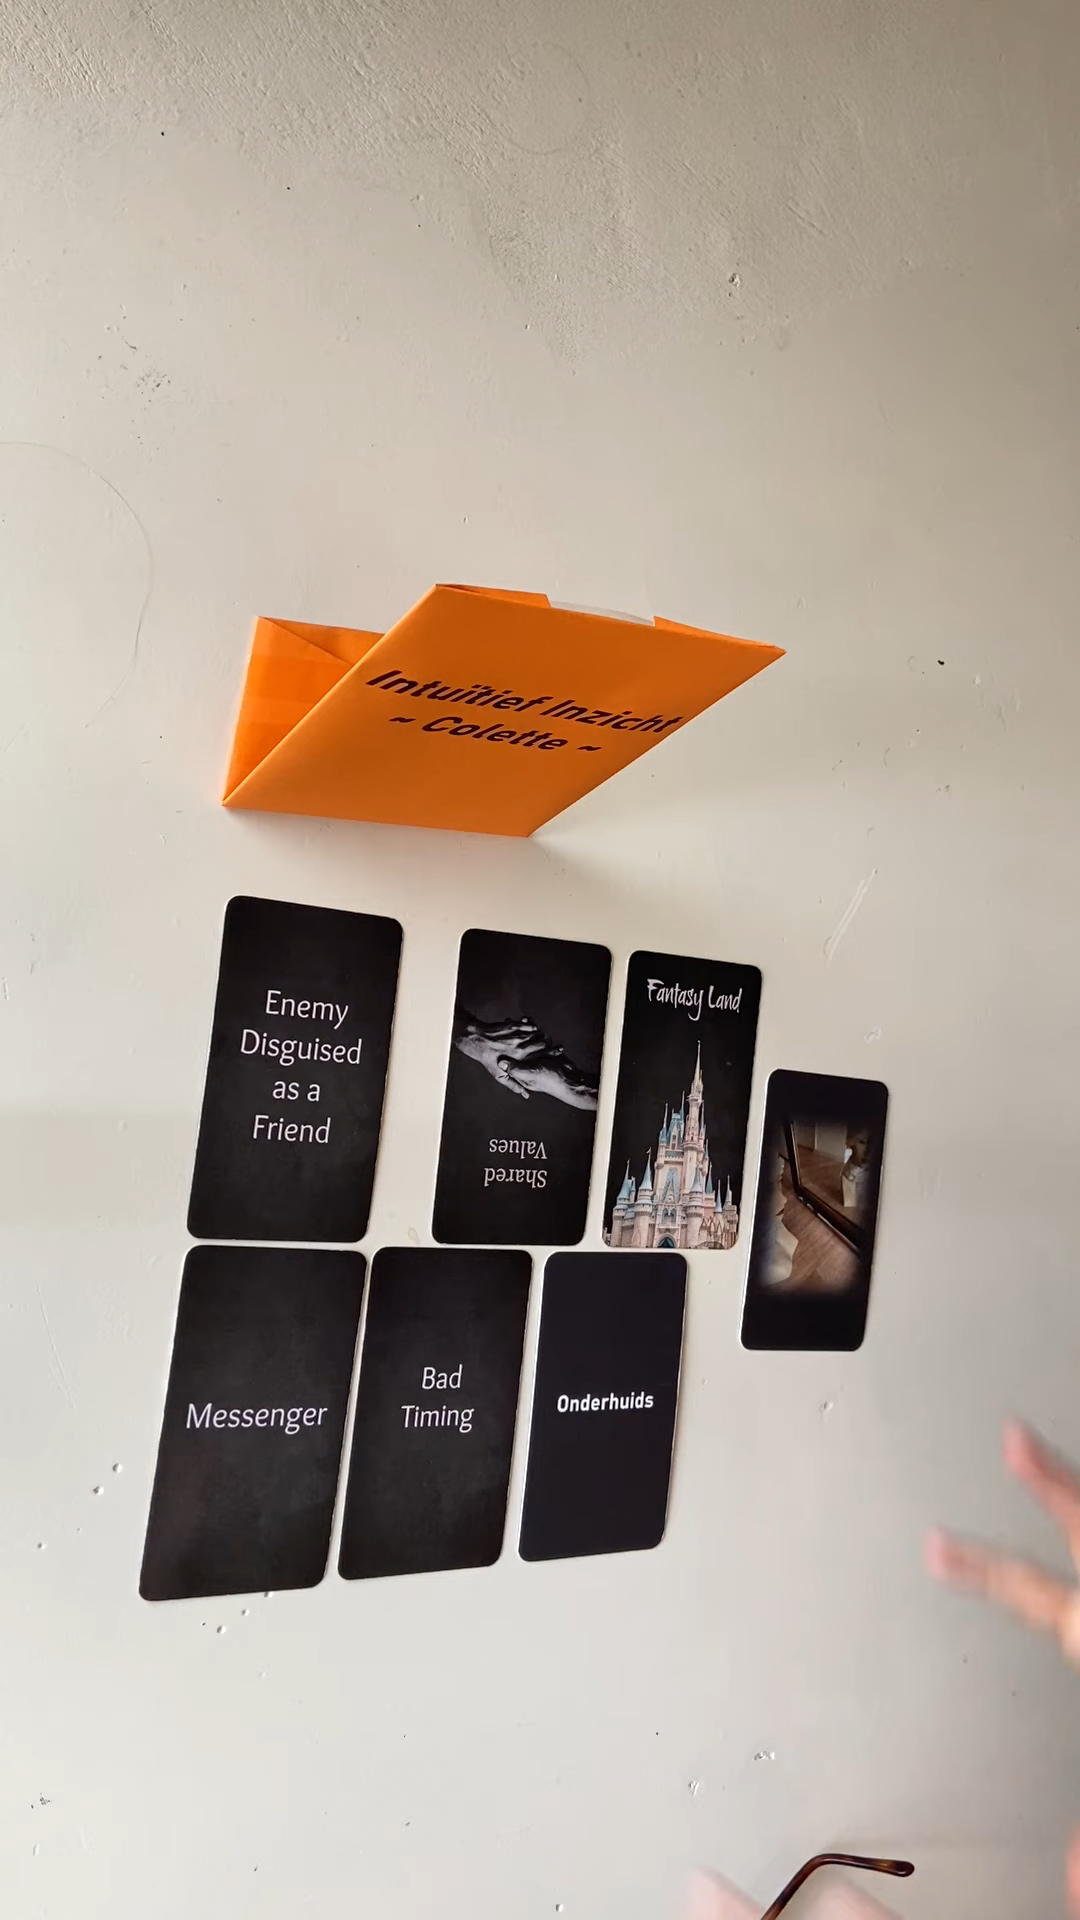 Intuïtief Inzicht
~ Colette ~
Enemy
Disguised
as a
Friend
Shared
Values
Fantasy Land
Messenger
Bad
Timing
Onderhuids